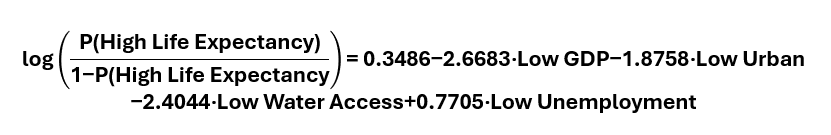 log(P(High Life Expectancy)/1−P(High Life Expectancy) = 0.3486−2.6683·Low GDP−1.8758·Low Urban
−2.4044·Low Water Access+0.7705·Low Unemployment